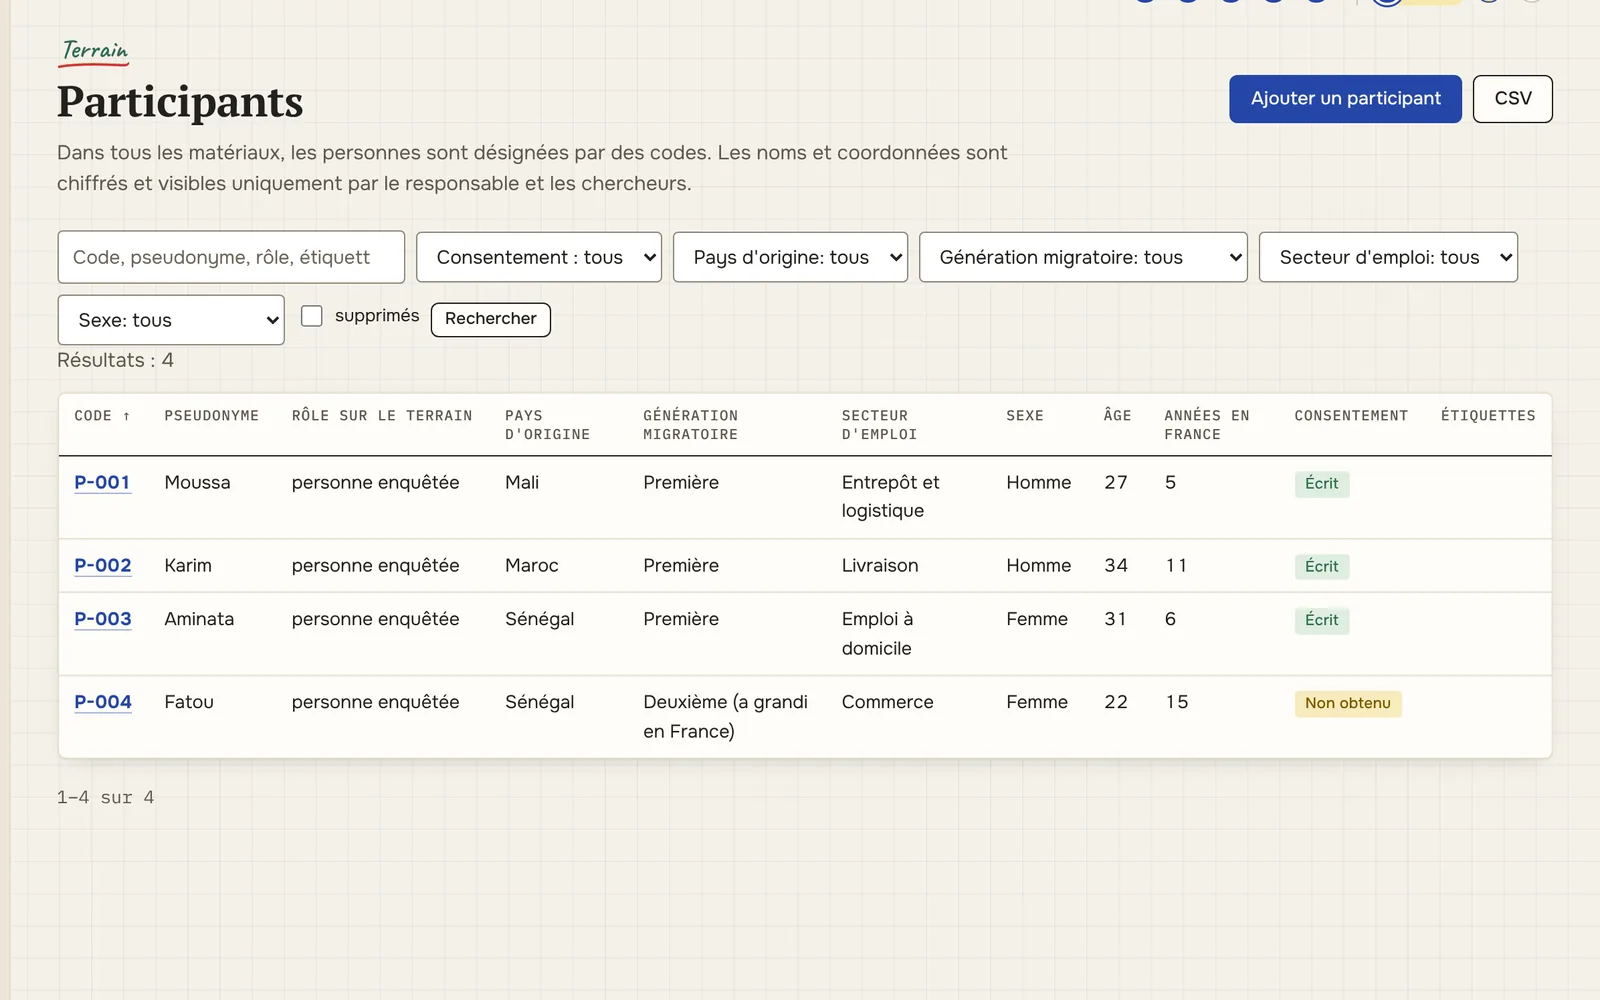 Terrain
Participants
Ajouter un participant
CSV
Dans tous les matériaux, les personnes sont désignées par des codes. Les noms et coordonnées sont
chiffrés et visibles uniquement par le responsable et les chercheurs.
Code, pseudonyme, rôle, étiquett
Consentement : tous
Pays d'origine: tous
Génération migratoire: tous
Secteur d'emploi: tous
Sexe: tous
supprimés
Rechercher
Résultats : 4
CODE ↑ PSEUDONYME RÔLE SUR LE TERRAIN PAYS D'ORIGINE GÉNÉRATION MIGRATOIRE SECTEUR D'EMPLOI SEXE ÂGE ANNÉES EN FRANCE CONSENTEMENT ÉTIQUETTES
P-001 Moussa personne enquêtée Mali Première Entrepôt et logistique Homme 27 5 Écrit
P-002 Karim personne enquêtée Maroc Première Livraison Homme 34 11 Écrit
P-003 Aminata personne enquêtée Sénégal Première Emploi à domicile Femme 31 6 Écrit
P-004 Fatou personne enquêtée Sénégal Deuxième (a grandi en France) Commerce Femme 22 15 Non obtenu
1–4 sur 4